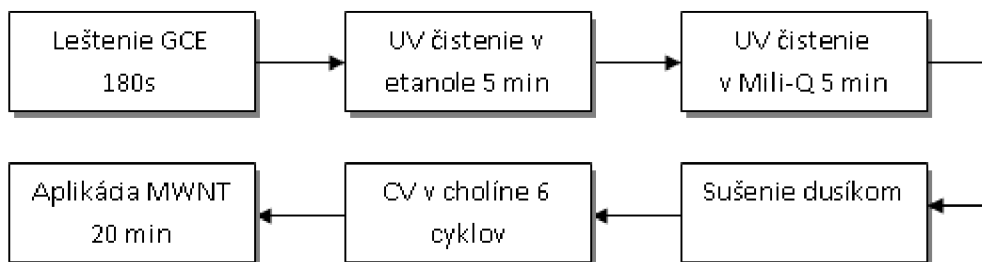 Leštenie GCE
180s
UV čistenie v
etanole 5 min
UV čistenie
v Mili-Q 5 min
Sušenie dusíkom
CV v cholíne 6
cyklov
Aplikácia MWNT
20 min